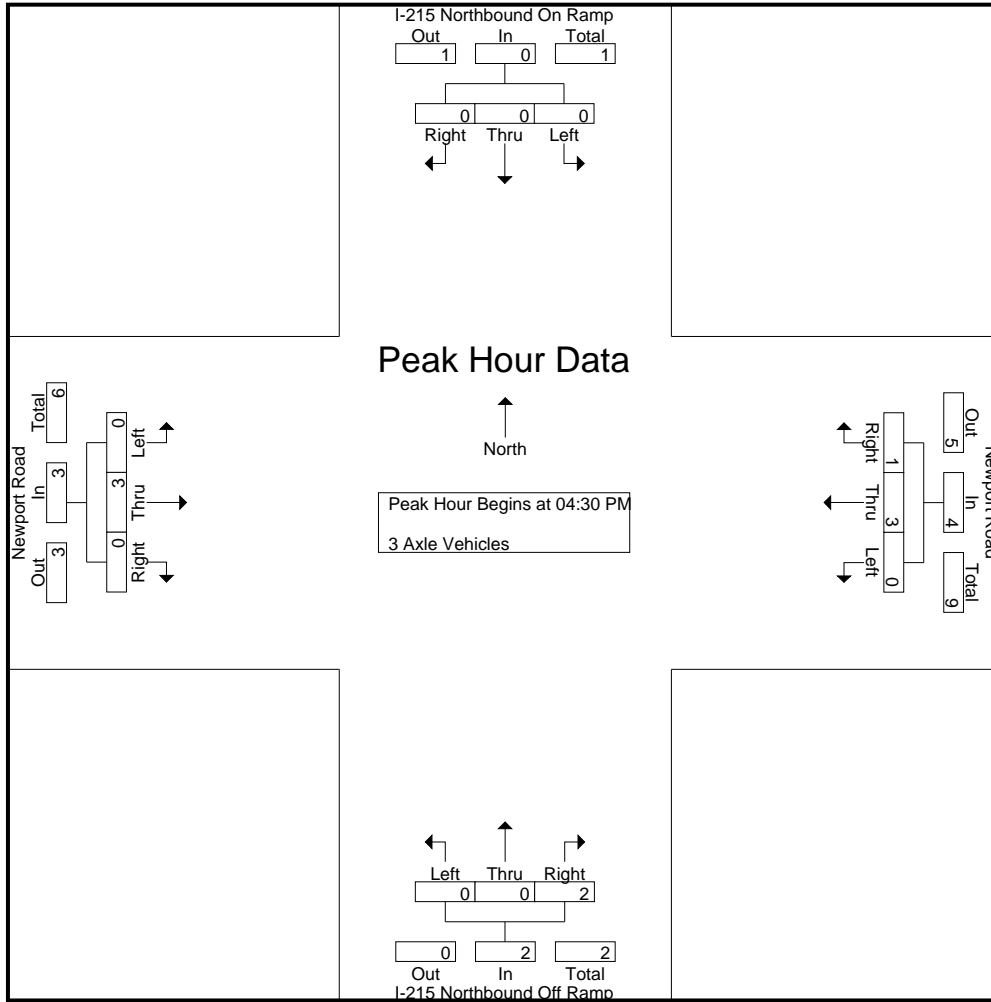 I-215 Northbound On Ramp
Out In Total
1 0 1
0 0 0
Right Thru Left
Peak Hour Data
North
Peak Hour Begins at 04:30 PM
3 Axle Vehicles
Newport Road
Out In Total
3 3 6
Right Thru Left
0 3 0
Newport Road
Out In Total
5 4 9
Right Thru Left
1 3 0
Left Thru Right
0 0 2
0 2 2
Out In Total
I-215 Northbound Off Ramp